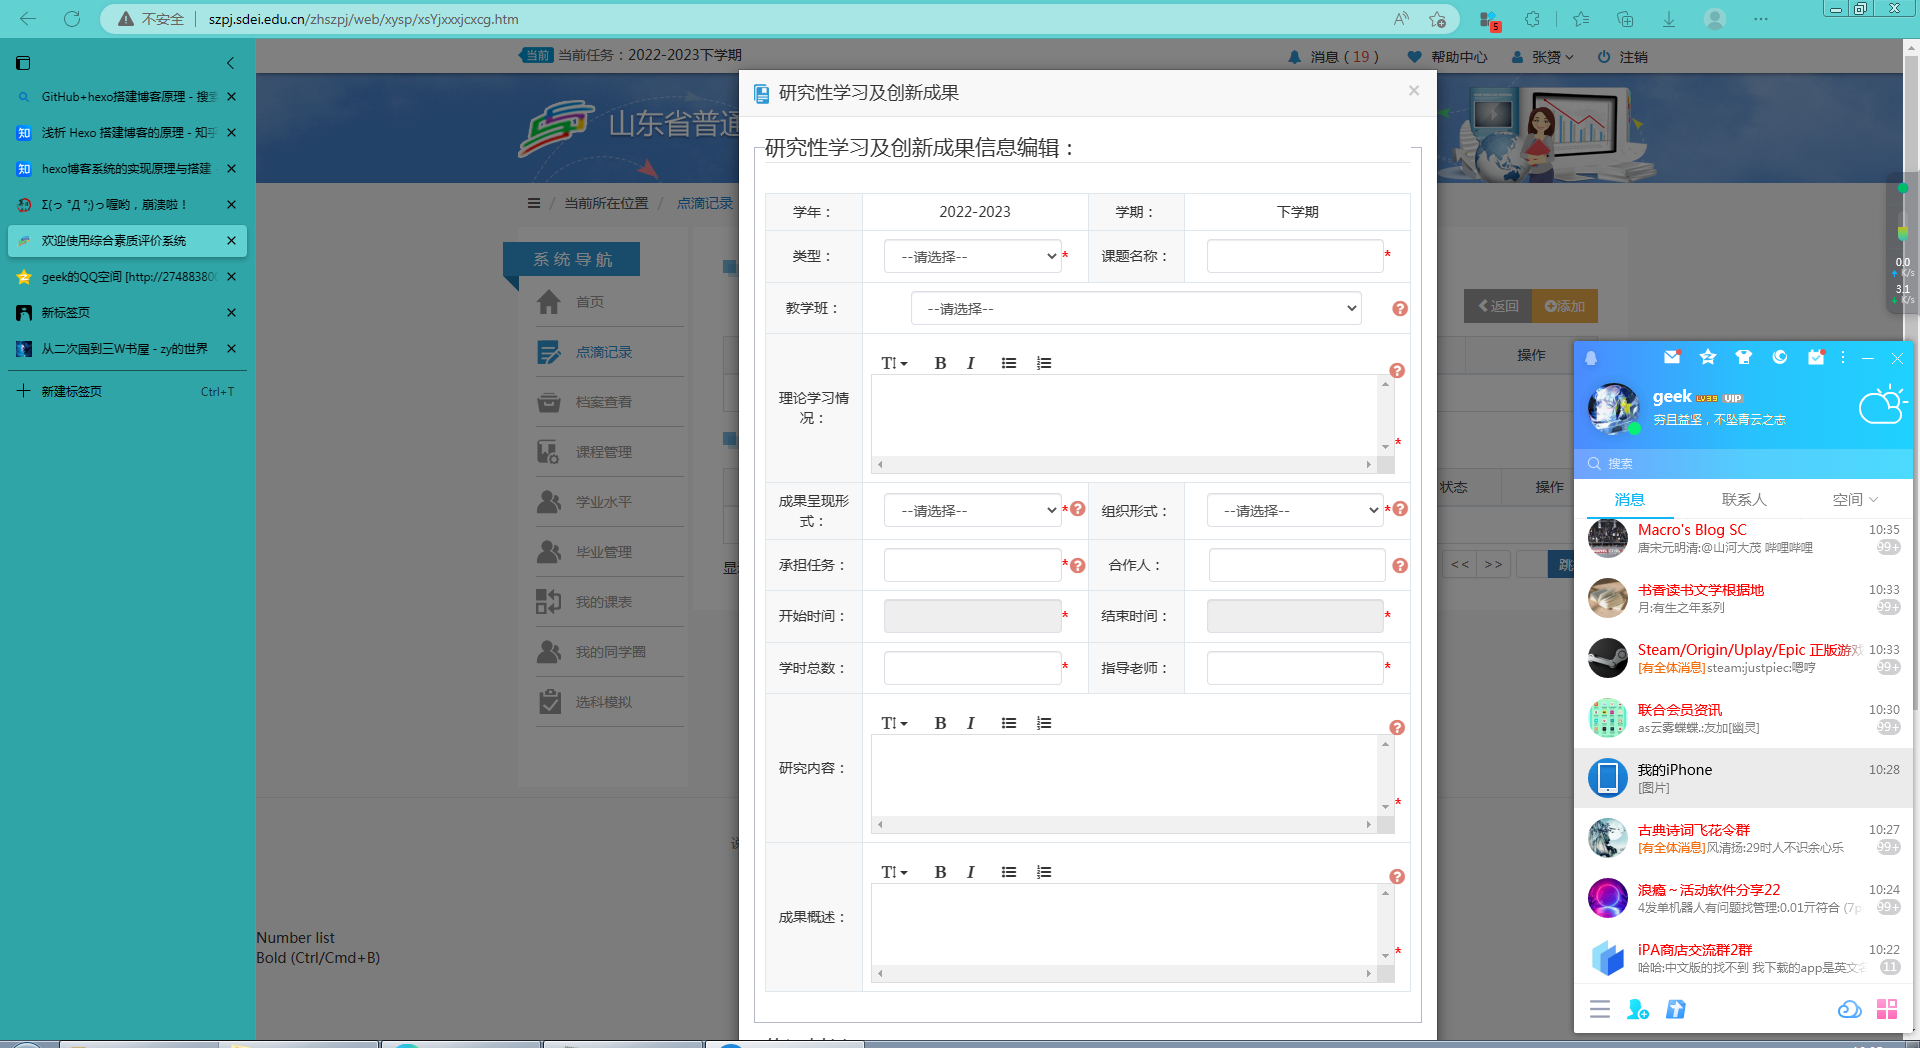 不安全
szpj.sdei.edu.cn/zhszpj/web/xysp/xsYjxxxjcxcg.htm
5
GitHub+hexo搭建博客原理 - 搜索
浅析 Hexo 搭建博客的原理 - 知乎
hexo博客系统的实现原理与搭建
Σ(っ °Д °;)っ喔哟，崩溃啦！
欢迎使用综合素质评价系统
geek的QQ空间 [http://27488380
新标签页
从二次园到三W书屋 - zy的世界
新建标签页 Ctrl+T
当前 当前任务：2022-2023下学期
消息（19） 帮助中心 张赟 注销
山东省普通
当前所在位置 / 点滴记录
系统导航
首页
点滴记录
档案查看
课程管理
学业水平
毕业管理
我的课表
我的同学圈
选科模拟
返回 添加
操作
状态 操作
显
<< >> 跳
研究性学习及创新成果
研究性学习及创新成果信息编辑：
学年： 2022-2023 学期： 下学期
类型： --请选择-- * 课题名称： *
教学班： --请选择--
T B I
理论学习情
况：
*
成果呈现形
式：
--请选择-- * 组织形式： --请选择-- *
承担任务： * 合作人：
开始时间： * 结束时间： *
学时总数： * 指导老师： *
T B I
研究内容：
*
T B I
成果概述：
*
Number list
Bold (Ctrl/Cmd+B)
0.0
K/s
3.1
K/s
geek LV39 VIP
穷且益坚，不坠青云之志
搜索
消息 联系人 空间
Macro's Blog SC 10:35
唐宋元明清:@山河大茂 哔哩哔哩 99+
书香读书文学根据地 10:33
月:有生之年系列 99+
Steam/Origin/Uplay/Epic 正版游戏 10:33
[有全体消息]steam:justpiec:嗯哼 99+
联合会员资讯 10:30
as云雾蝶蝶.:友加[幽灵] 99+
我的iPhone 10:28
[图片]
古典诗词飞花令群 10:27
[有全体消息]风清扬:29时人不识余心乐 99+
浪瘾～活动软件分享22 10:24
4发单机器人有问题找管理:0.01亓符合 (7p 99+
iPA商店交流群2群 10:22
哈哈:中文版的找不到 我下载的app是英文名 11